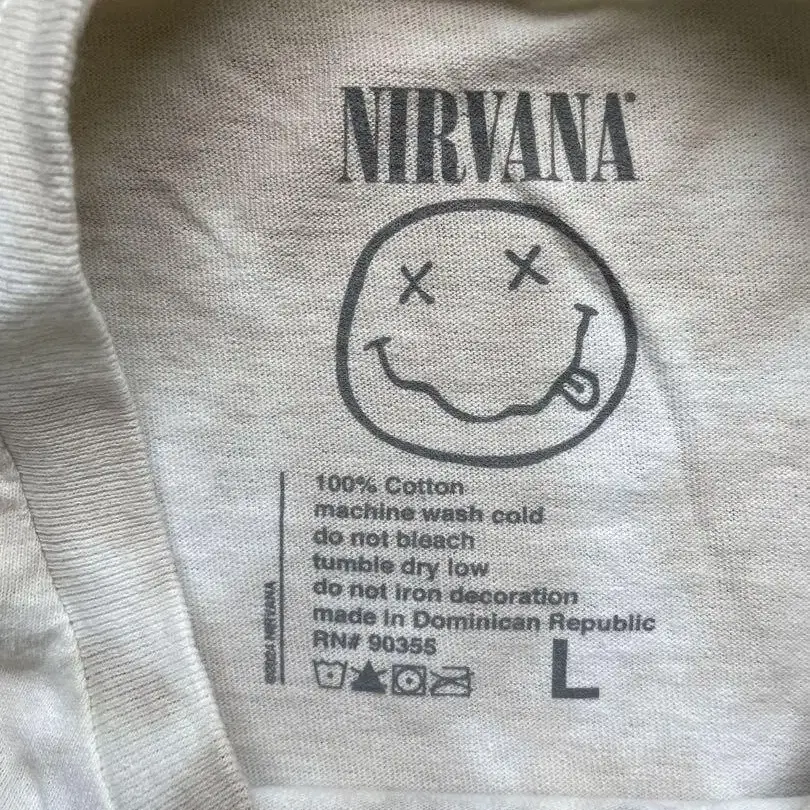 NIRVANA
100% Cotton
machine wash cold
do not bleach
tumble dry low
do not iron decoration
made in Dominican Republic
RN# 90355
L
NIRVANA